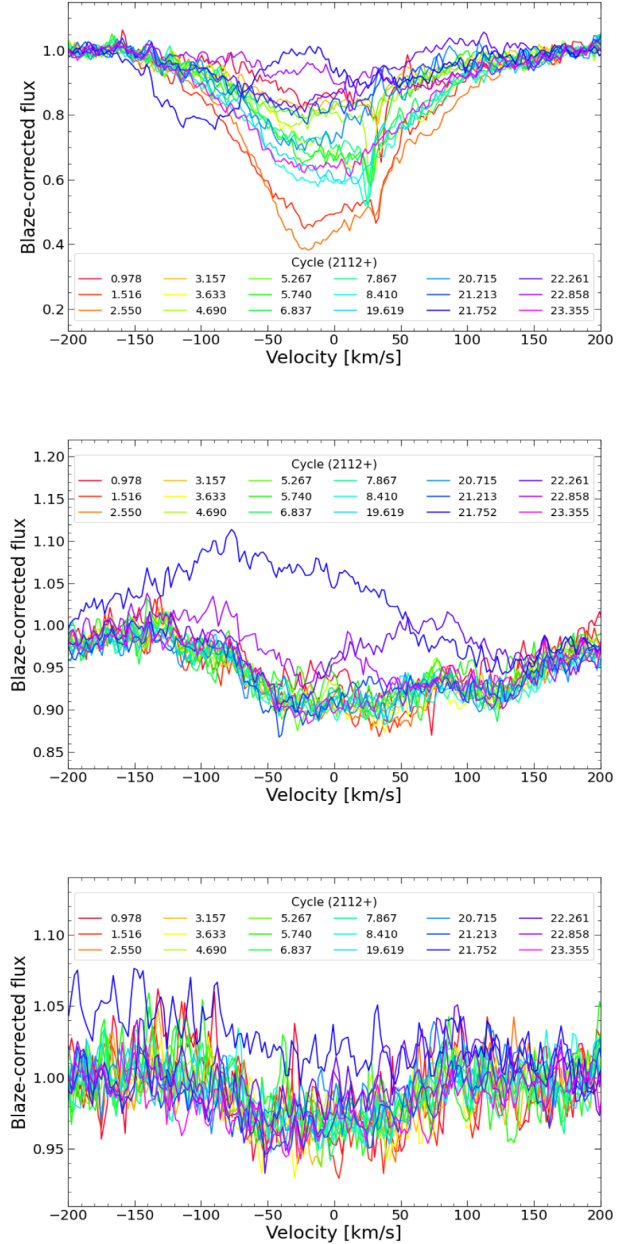 1.0
0.8
0.6
0.4
0.2
Blaze-corrected flux
Cycle (2112+)
0.978 3.157 5.267 7.867 20.715 22.261
1.516 3.633 5.740 8.410 21.213 22.858
2.550 4.690 6.837 19.619 21.752 23.355
−200 −150 −100 −50 0 50 100 150 200
Velocity [km/s]
1.20
1.15
1.10
1.05
1.00
0.95
0.90
0.85
Blaze-corrected flux
Cycle (2112+)
0.978 3.157 5.267 7.867 20.715 22.261
1.516 3.633 5.740 8.410 21.213 22.858
2.550 4.690 6.837 19.619 21.752 23.355
−200 −150 −100 −50 0 50 100 150 200
Velocity [km/s]
1.10
1.05
1.00
0.95
Blaze-corrected flux
Cycle (2112+)
0.978 3.157 5.267 7.867 20.715 22.261
1.516 3.633 5.740 8.410 21.213 22.858
2.550 4.690 6.837 19.619 21.752 23.355
−200 −150 −100 −50 0 50 100 150 200
Velocity [km/s]